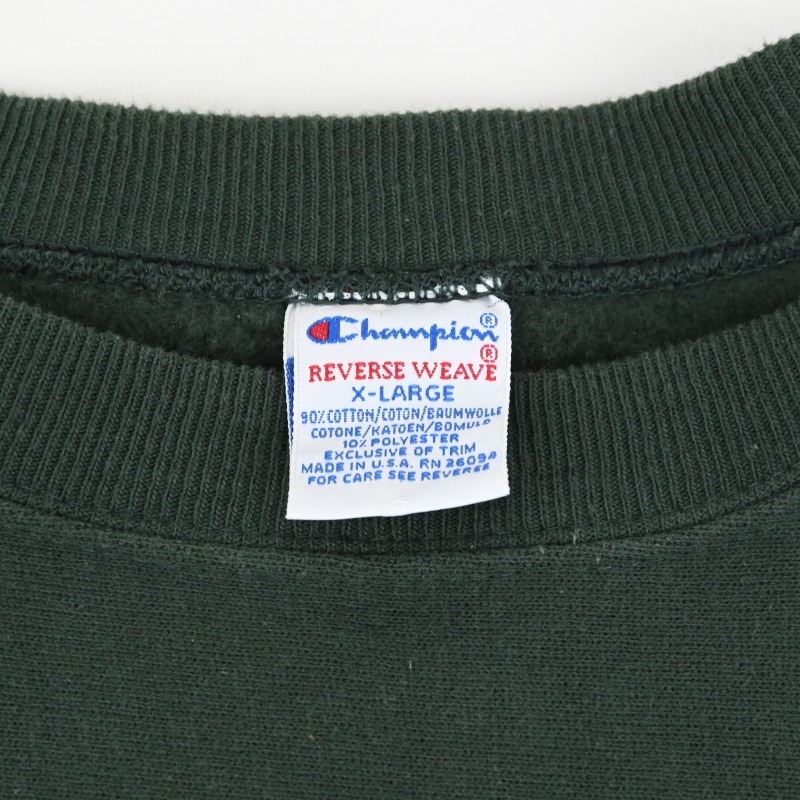 Champion®
REVERSE WEAVE®
X-LARGE
90% COTTON/COTON/BAUMWOLLE
COTONE/KATOEN/BOMULD
10% POLYESTER
EXCLUSIVE OF TRIM
MADE IN U.S.A. RN 26094
FOR CARE SEE REVERSE